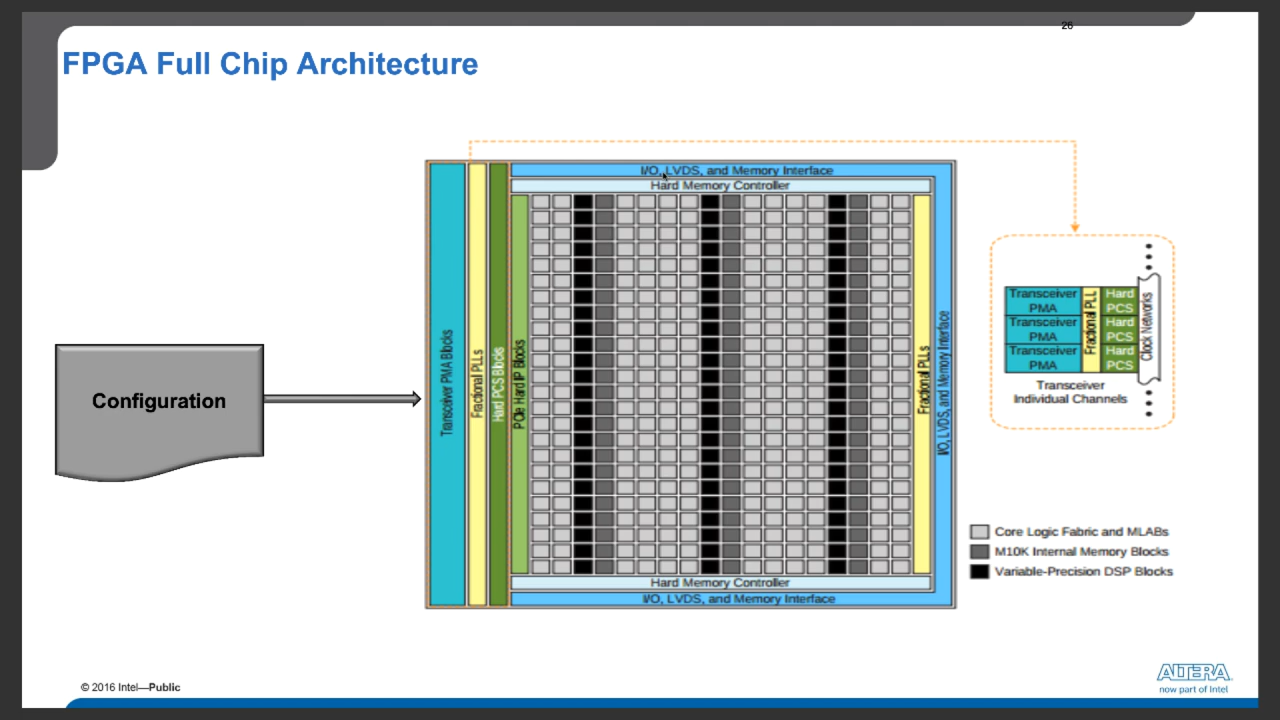 26
FPGA Full Chip Architecture
I/O, LVDS, and Memory Interface
Hard Memory Controller
Configuration
Transceiver PMA Blocks
Fractional PLLs
Hard PCS Blocks
PCIe Hard IP Blocks
Fractional PLLs
I/O, LVDS, and Memory Interface
Hard Memory Controller
I/O, LVDS, and Memory Interface
Transceiver
PMA
Transceiver
PMA
Transceiver
PMA
Fractional PLL
Hard
PCS
Hard
PCS
Hard
PCS
Clock Networks
Transceiver
Individual Channels
Core Logic Fabric and MLABs
M10K Internal Memory Blocks
Variable-Precision DSP Blocks
© 2016 Intel—Public
ALTERA
now part of Intel